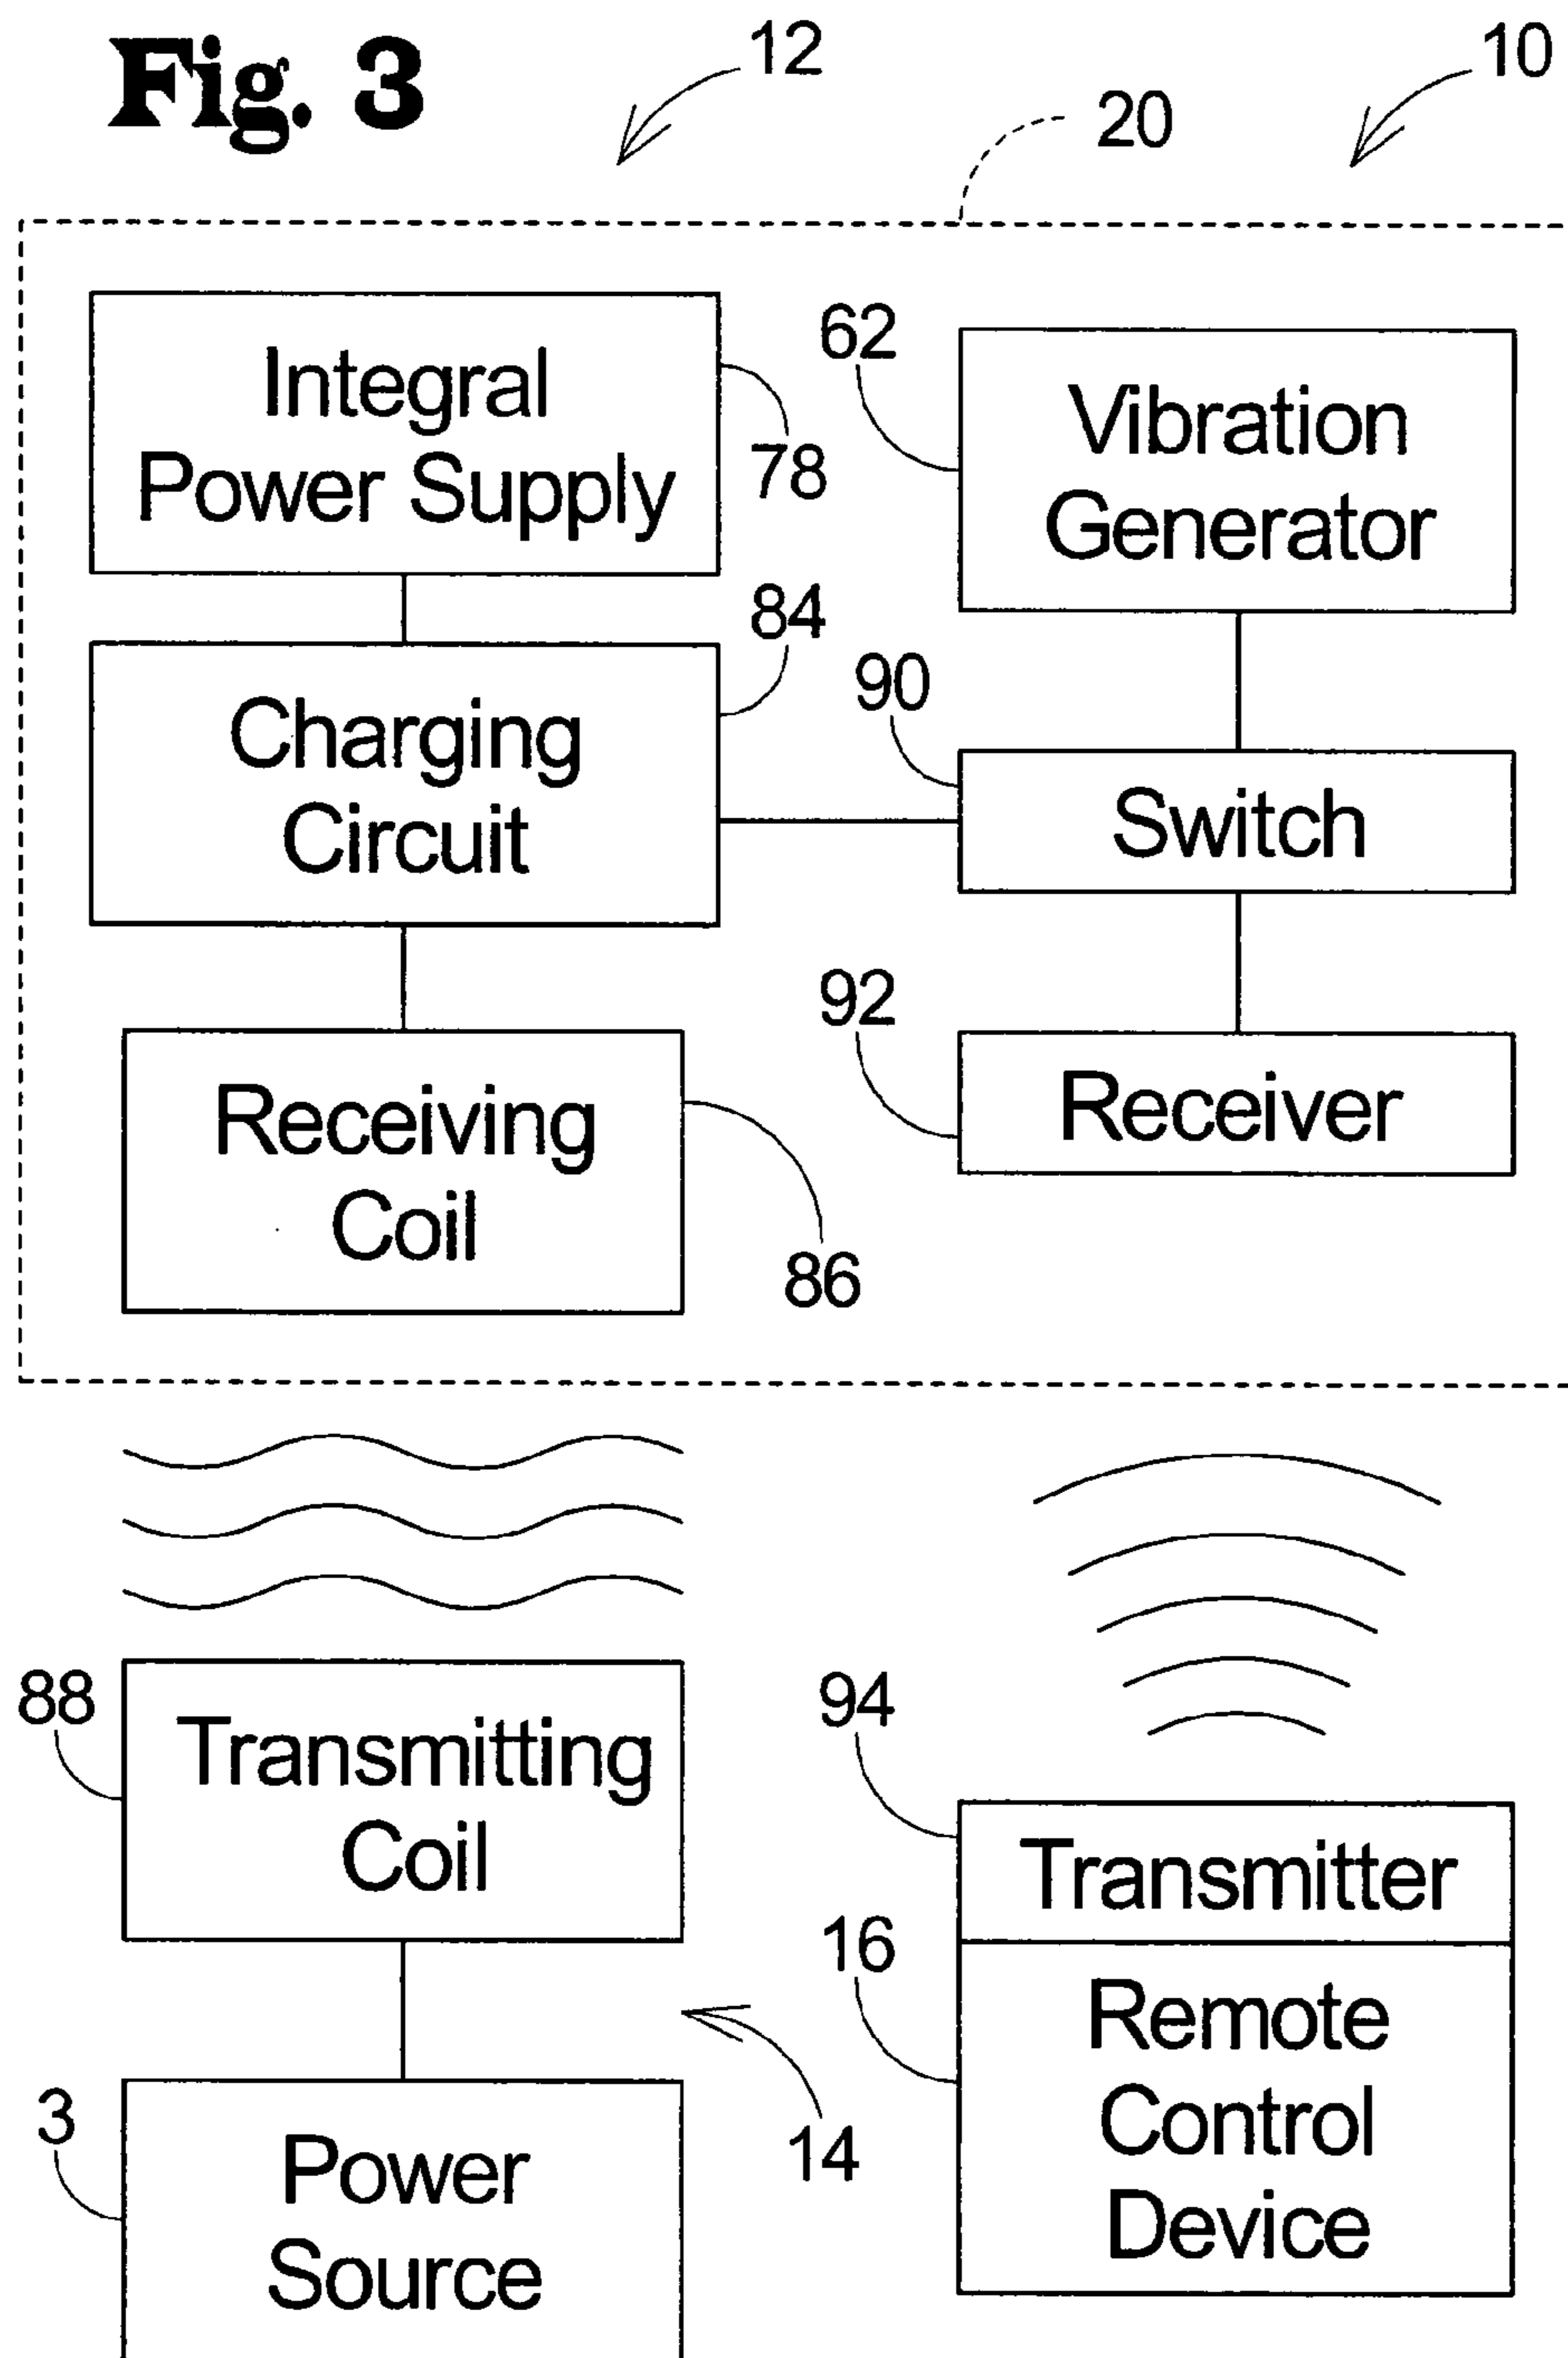 Fig. 3
12
10
20
Integral
Power Supply
78
62
Vibration
Generator
84
Charging
Circuit
90
Switch
92
Receiver
Receiving
Coil
86
88
Transmitting
Coil
94
Transmitter
16
Remote
Control
Device
14
3
Power
Source